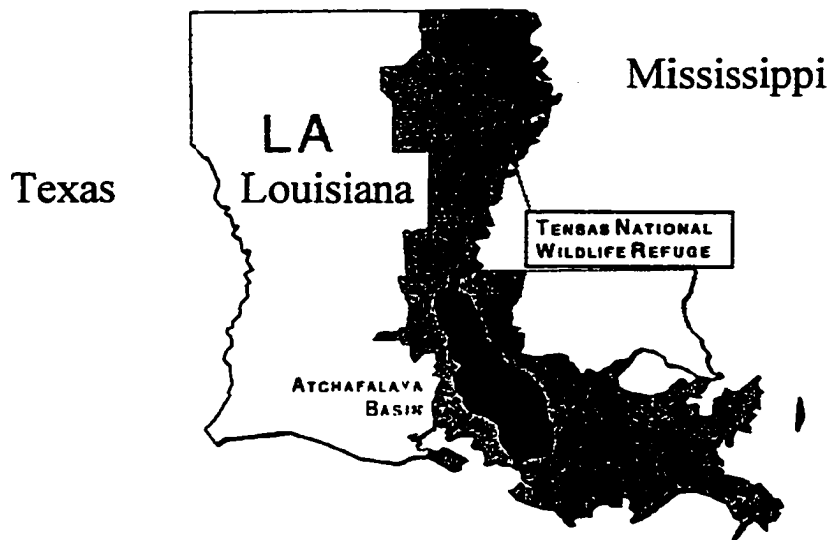 Mississippi
LA
Texas
Louisiana
TENSAS NATIONAL
WILDLIFE REFUGE
ATCHAFALAYA
BASIN